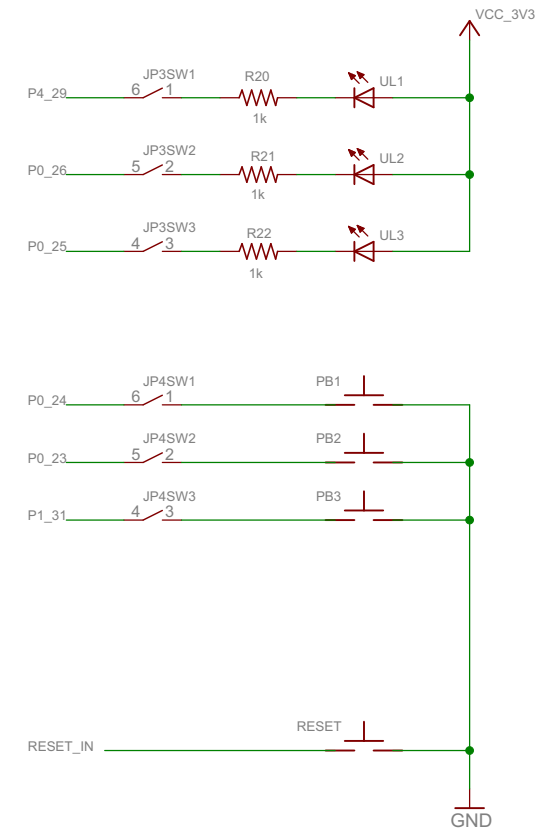 VCC_3V3
P4_29 JP3SW1 6 1 R20 1k UL1
P0_26 JP3SW2 5 2 R21 1k UL2
P0_25 JP3SW3 4 3 R22 1k UL3
P0_24 JP4SW1 6 1 PB1
P0_23 JP4SW2 5 2 PB2
P1_31 JP4SW3 4 3 PB3
RESET_IN RESET
GND